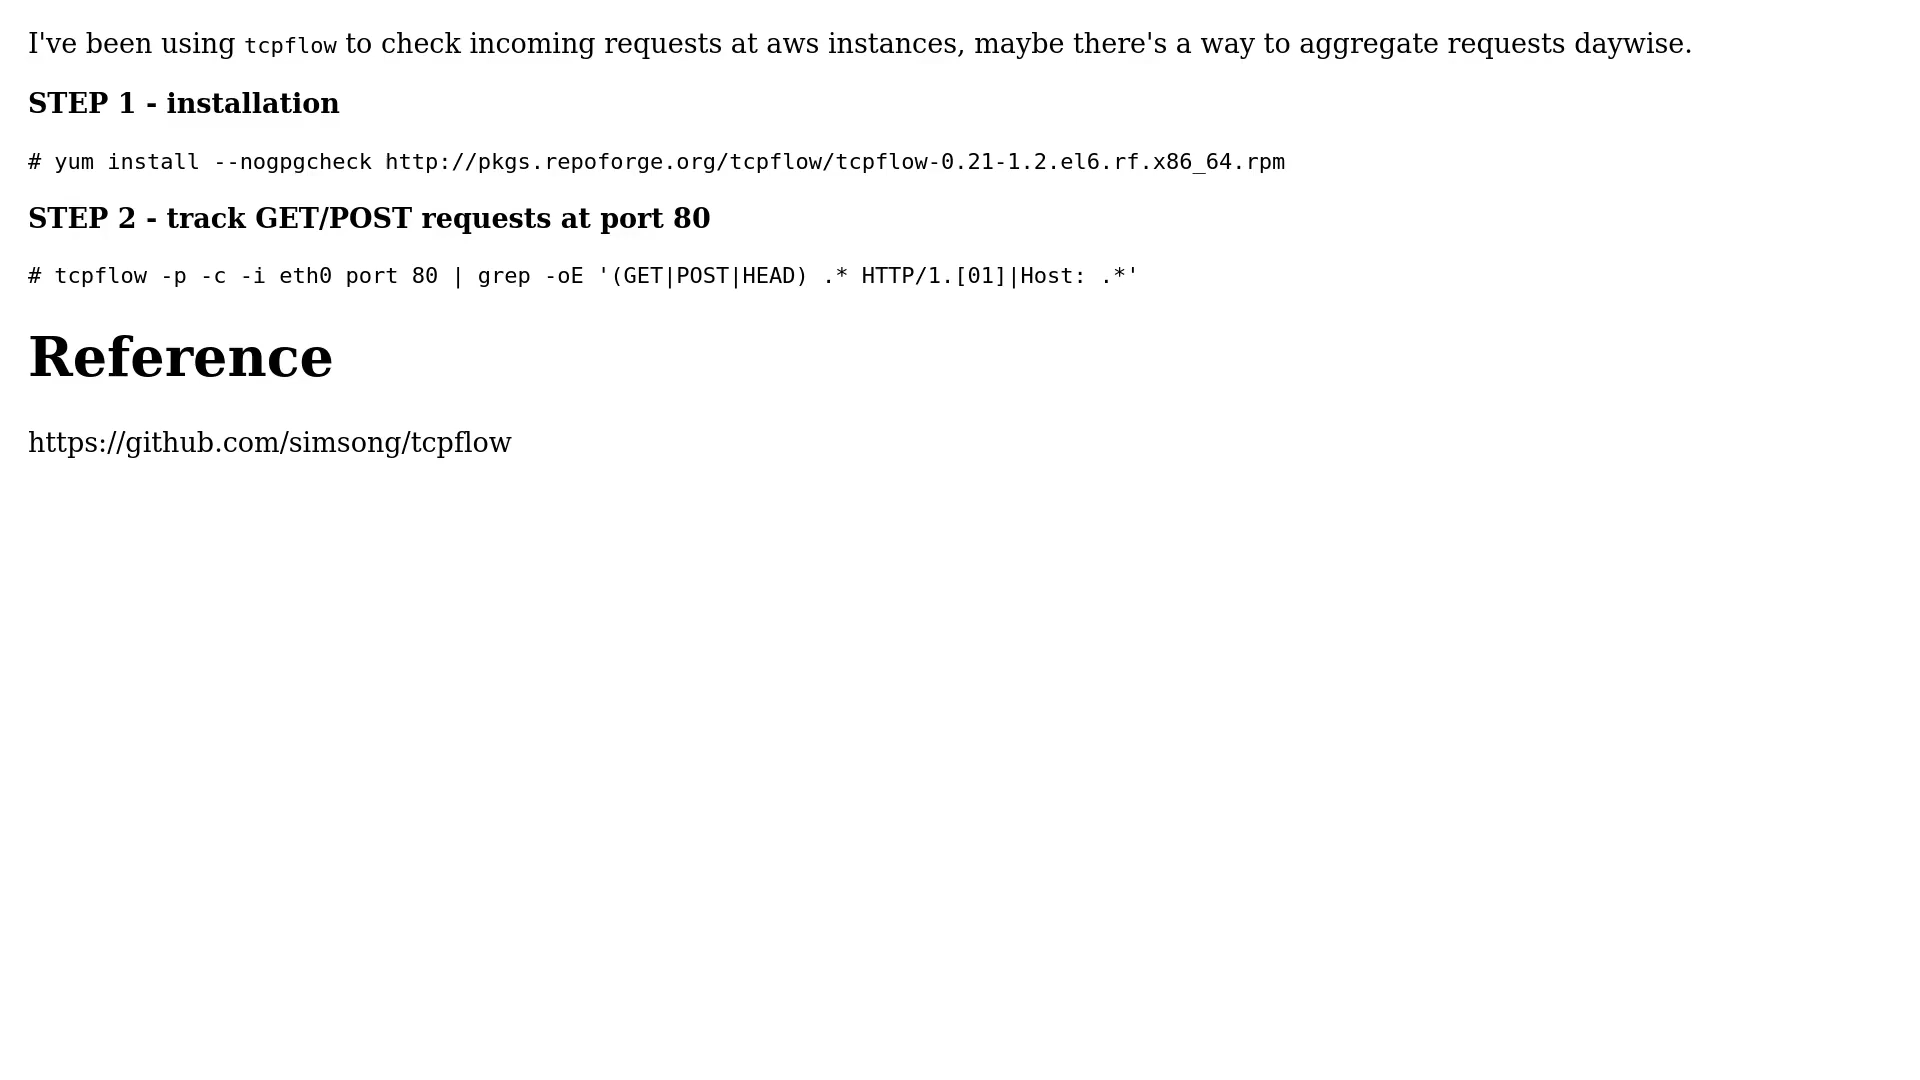 I've been using tcpflow to check incoming requests at aws instances, maybe there's a way to aggregate requests daywise.
STEP 1 - installation
# yum install --nogpgcheck http://pkgs.repoforge.org/tcpflow/tcpflow-0.21-1.2.el6.rf.x86_64.rpm
STEP 2 - track GET/POST requests at port 80
# tcpflow -p -c -i eth0 port 80 | grep -oE '(GET|POST|HEAD) .* HTTP/1.[01]|Host: .*'
Reference
https://github.com/simsong/tcpflow